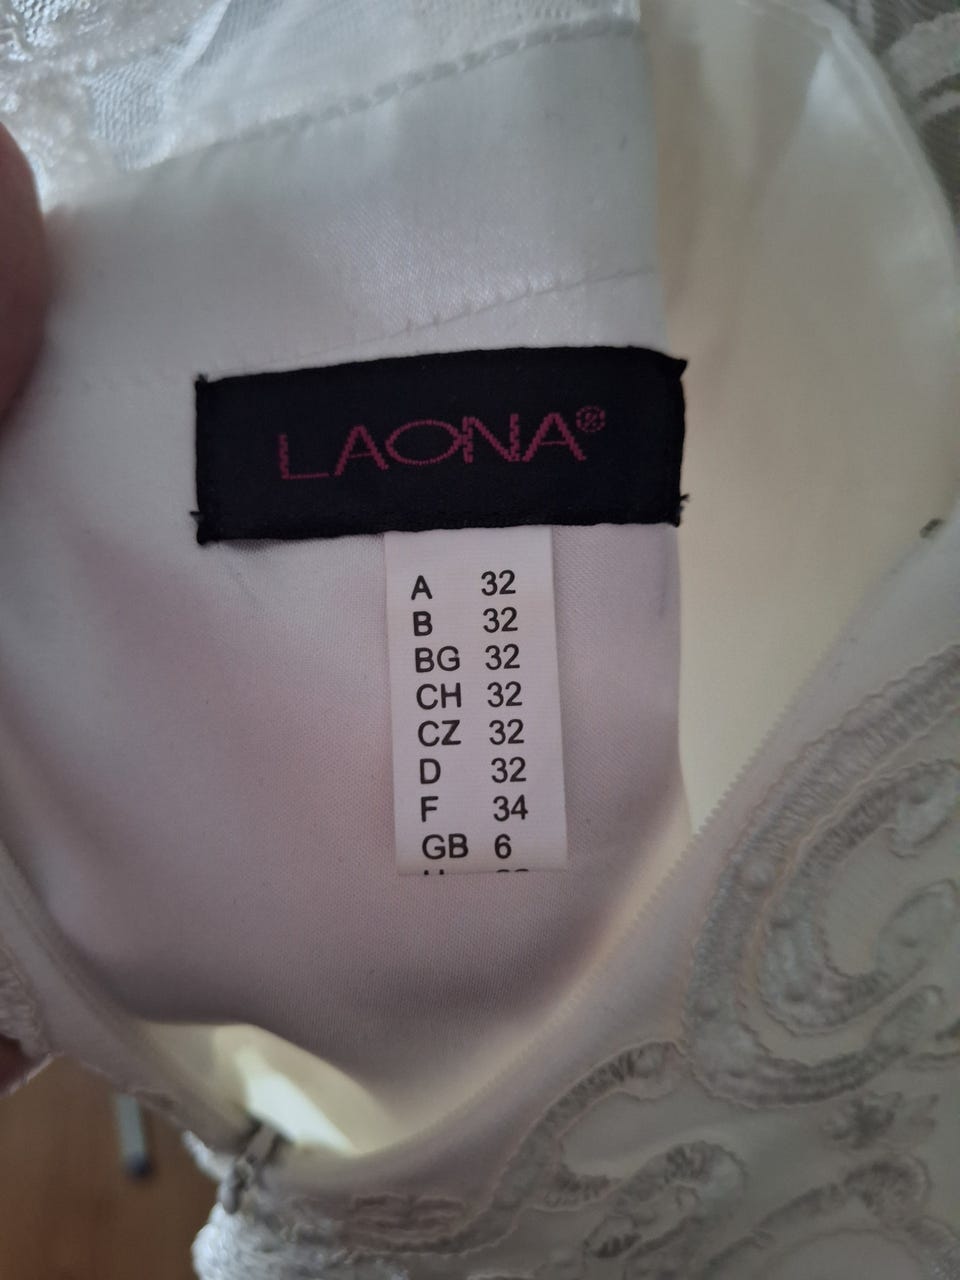 LAONA®
A 32
B 32
BG 32
CH 32
CZ 32
D 32
F 34
GB 6